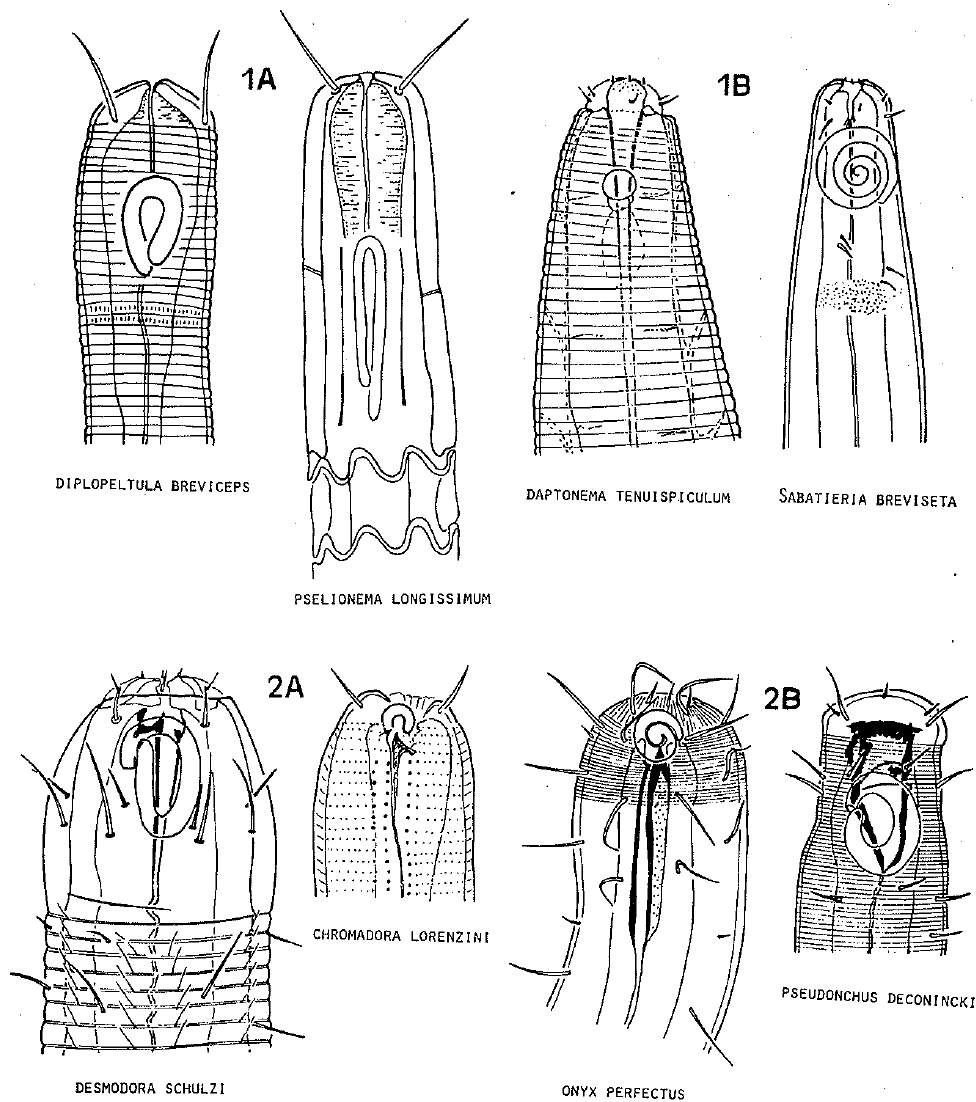 1A
1B
DIPLOPELTULA BREVICEPS
DAPTONEMA TENUISPICULUM
SABATIERIA BREVISETA
PSELIONEMA LONGISSIMUM
2A
2B
CHROMADORA LORENZINI
PSEUDONCHUS DECONINCKI
DESMODORA SCHULZI
ONYX PERFECTUS